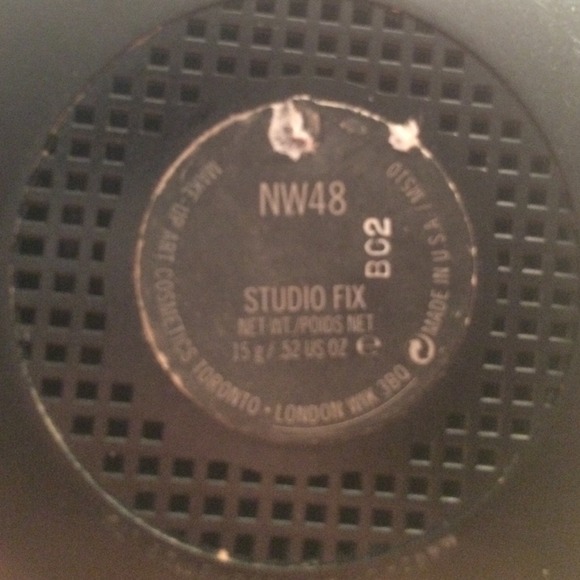 NW48
BC2
STUDIO FIX
NET WT./POIDS NET
15 g / .52 US OZ ℮
MAKE-UP ART COSMETICS TORONTO • LONDON W1K 3BQ
MADE IN U.S.A. / M510